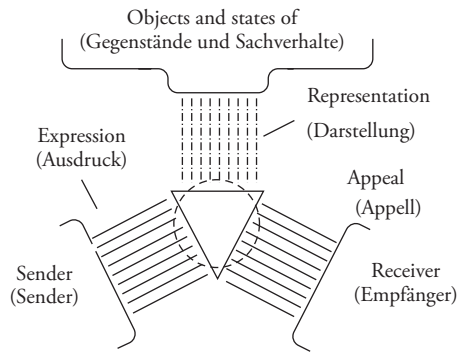 Objects and states of
(Gegenstände und Sachverhalte)
Representation
(Darstellung)
Expression
(Ausdruck)
Appeal
(Appell)
Sender
(Sender)
Receiver
(Empfänger)